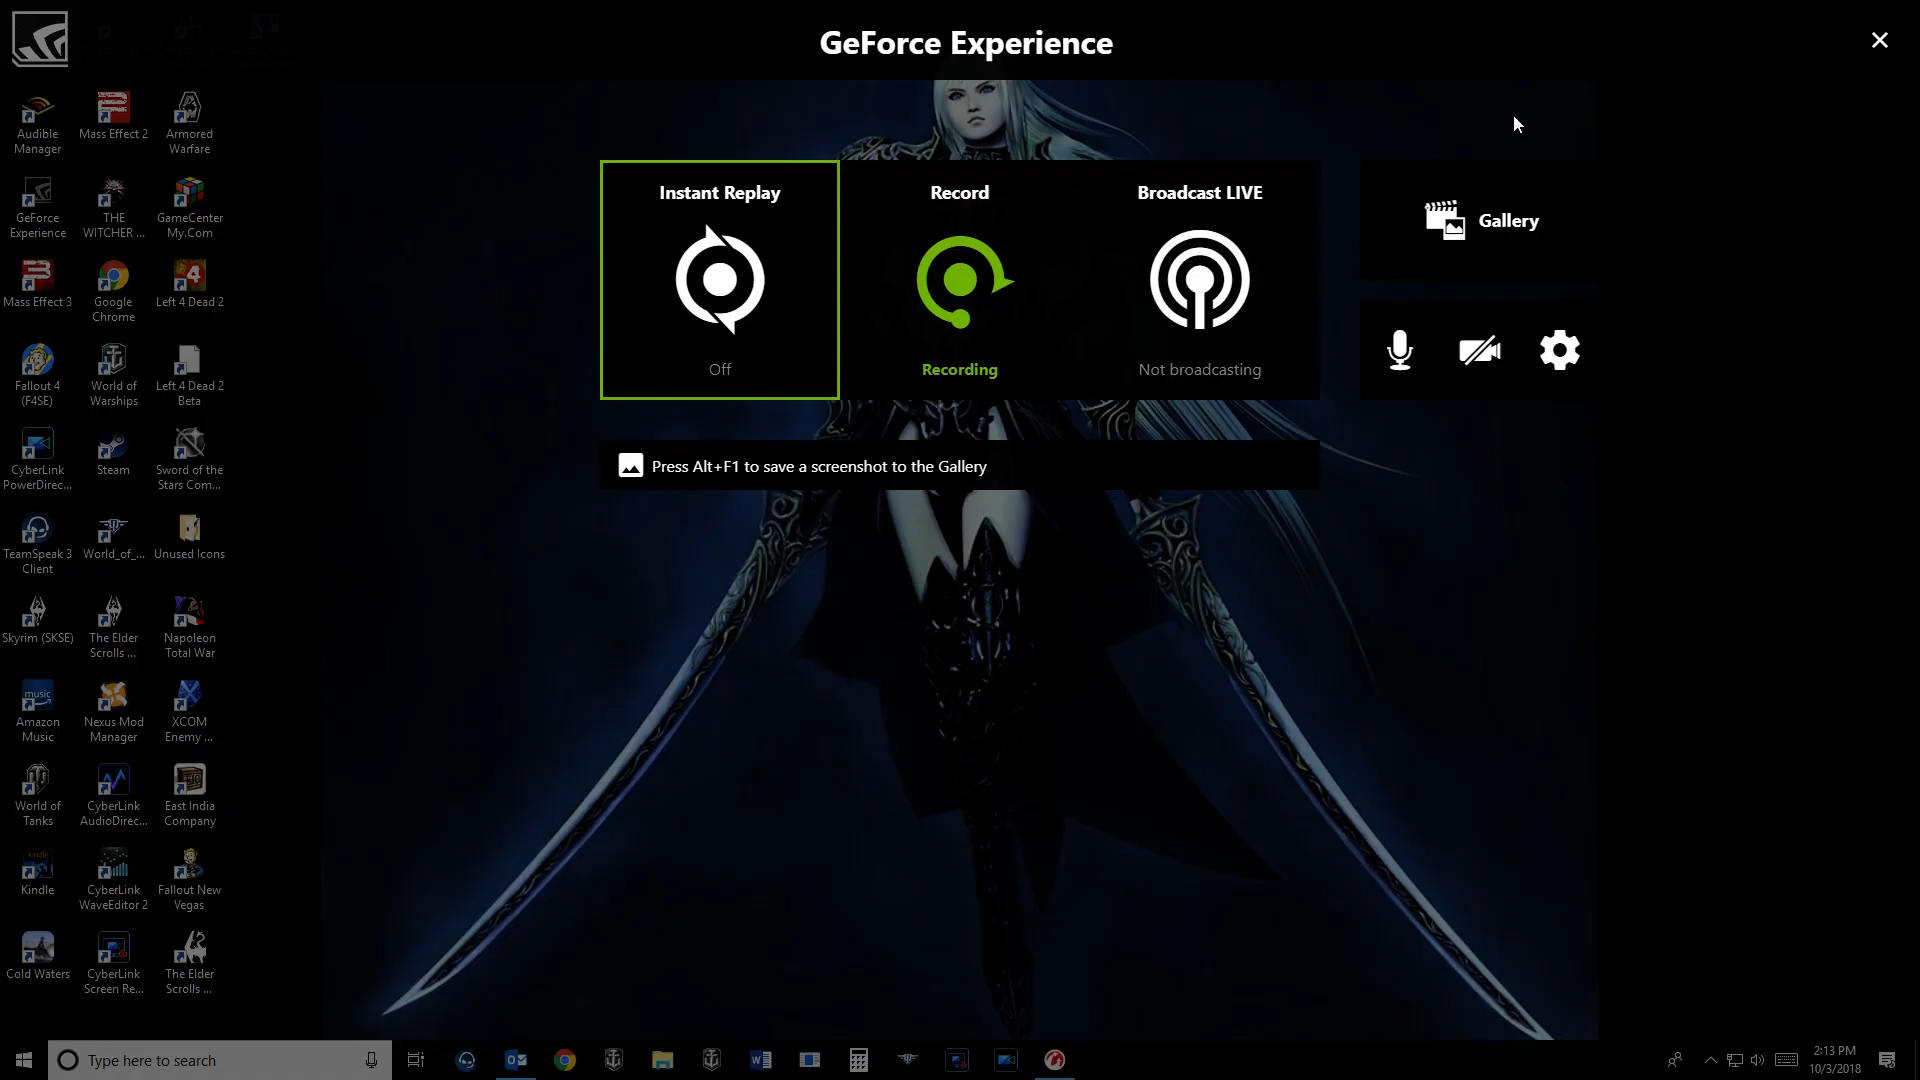 GeForce Experience
Instant Replay
Off
Record
Recording
Broadcast LIVE
Not broadcasting
Gallery
Press Alt+F1 to save a screenshot to the Gallery
Audible
Manager
Mass Effect 2
Armored
Warfare
GeForce
Experience
THE
WITCHER ...
GameCenter
My.Com
Mass Effect 3
Google
Chrome
Left 4 Dead 2
Fallout 4
(F4SE)
World of
Warships
Left 4 Dead 2
Beta
CyberLink
PowerDirec...
Steam
Sword of the
Stars Com...
TeamSpeak 3
Client
World_of_...
Unused Icons
Skyrim (SKSE)
The Elder
Scrolls ...
Napoleon
Total War
music
Amazon
Music
Nexus Mod
Manager
XCOM
Enemy ...
World of
Tanks
CyberLink
AudioDirec...
East India
Company
kindle
Kindle
CyberLink
WaveEditor 2
Fallout New
Vegas
Cold Waters
CyberLink
Screen Re...
The Elder
Scrolls ...
Type here to search
2:13 PM
10/3/2018